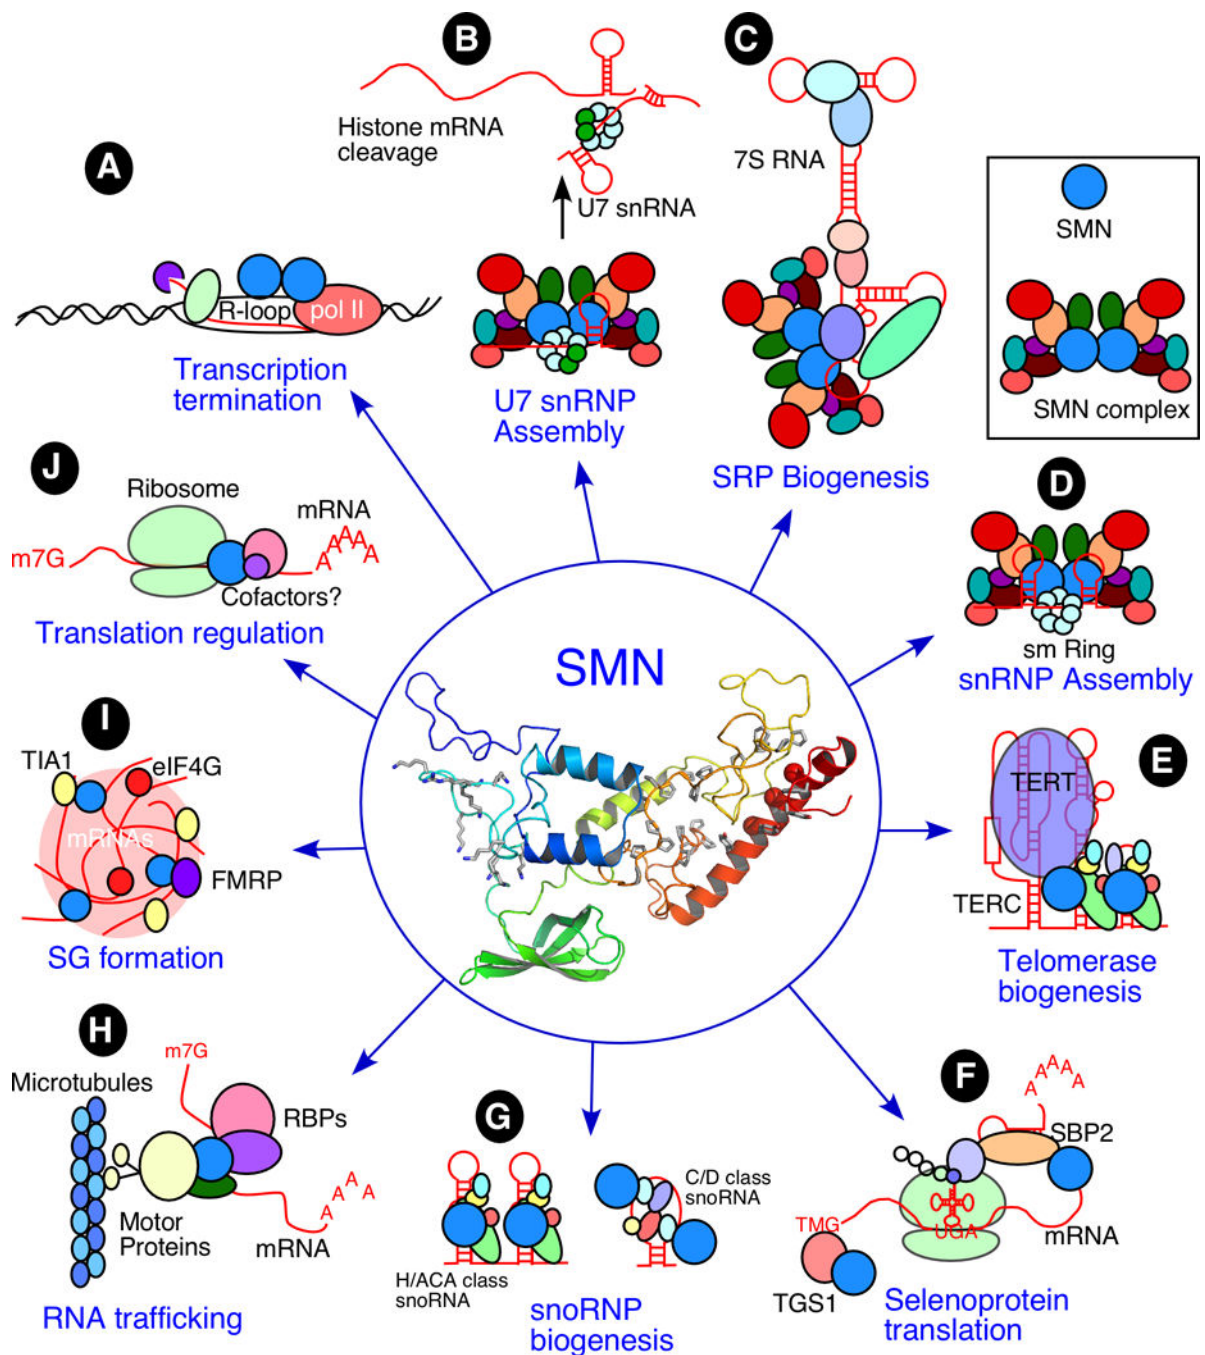 A
R-loop
pol II
Transcription
termination
B
Histone mRNA
cleavage
U7 snRNA
U7 snRNP
Assembly
C
7S RNA
SRP Biogenesis
SMN
SMN complex
D
sm Ring
snRNP Assembly
J
Ribosome
mRNA
m7G
A A A A A
Cofactors?
Translation regulation
SMN
I
TIA1
eIF4G
mRNAs
FMRP
SG formation
E
TERT
TERC
Telomerase
biogenesis
H
m7G
Microtubules
RBPs
Motor
Proteins
mRNA
A A A A
RNA trafficking
G
C/D class
snoRNA
H/ACA class
snoRNA
snoRNP
biogenesis
F
A A A A A
SBP2
TMG
UGA
mRNA
TGS1
Selenoprotein
translation